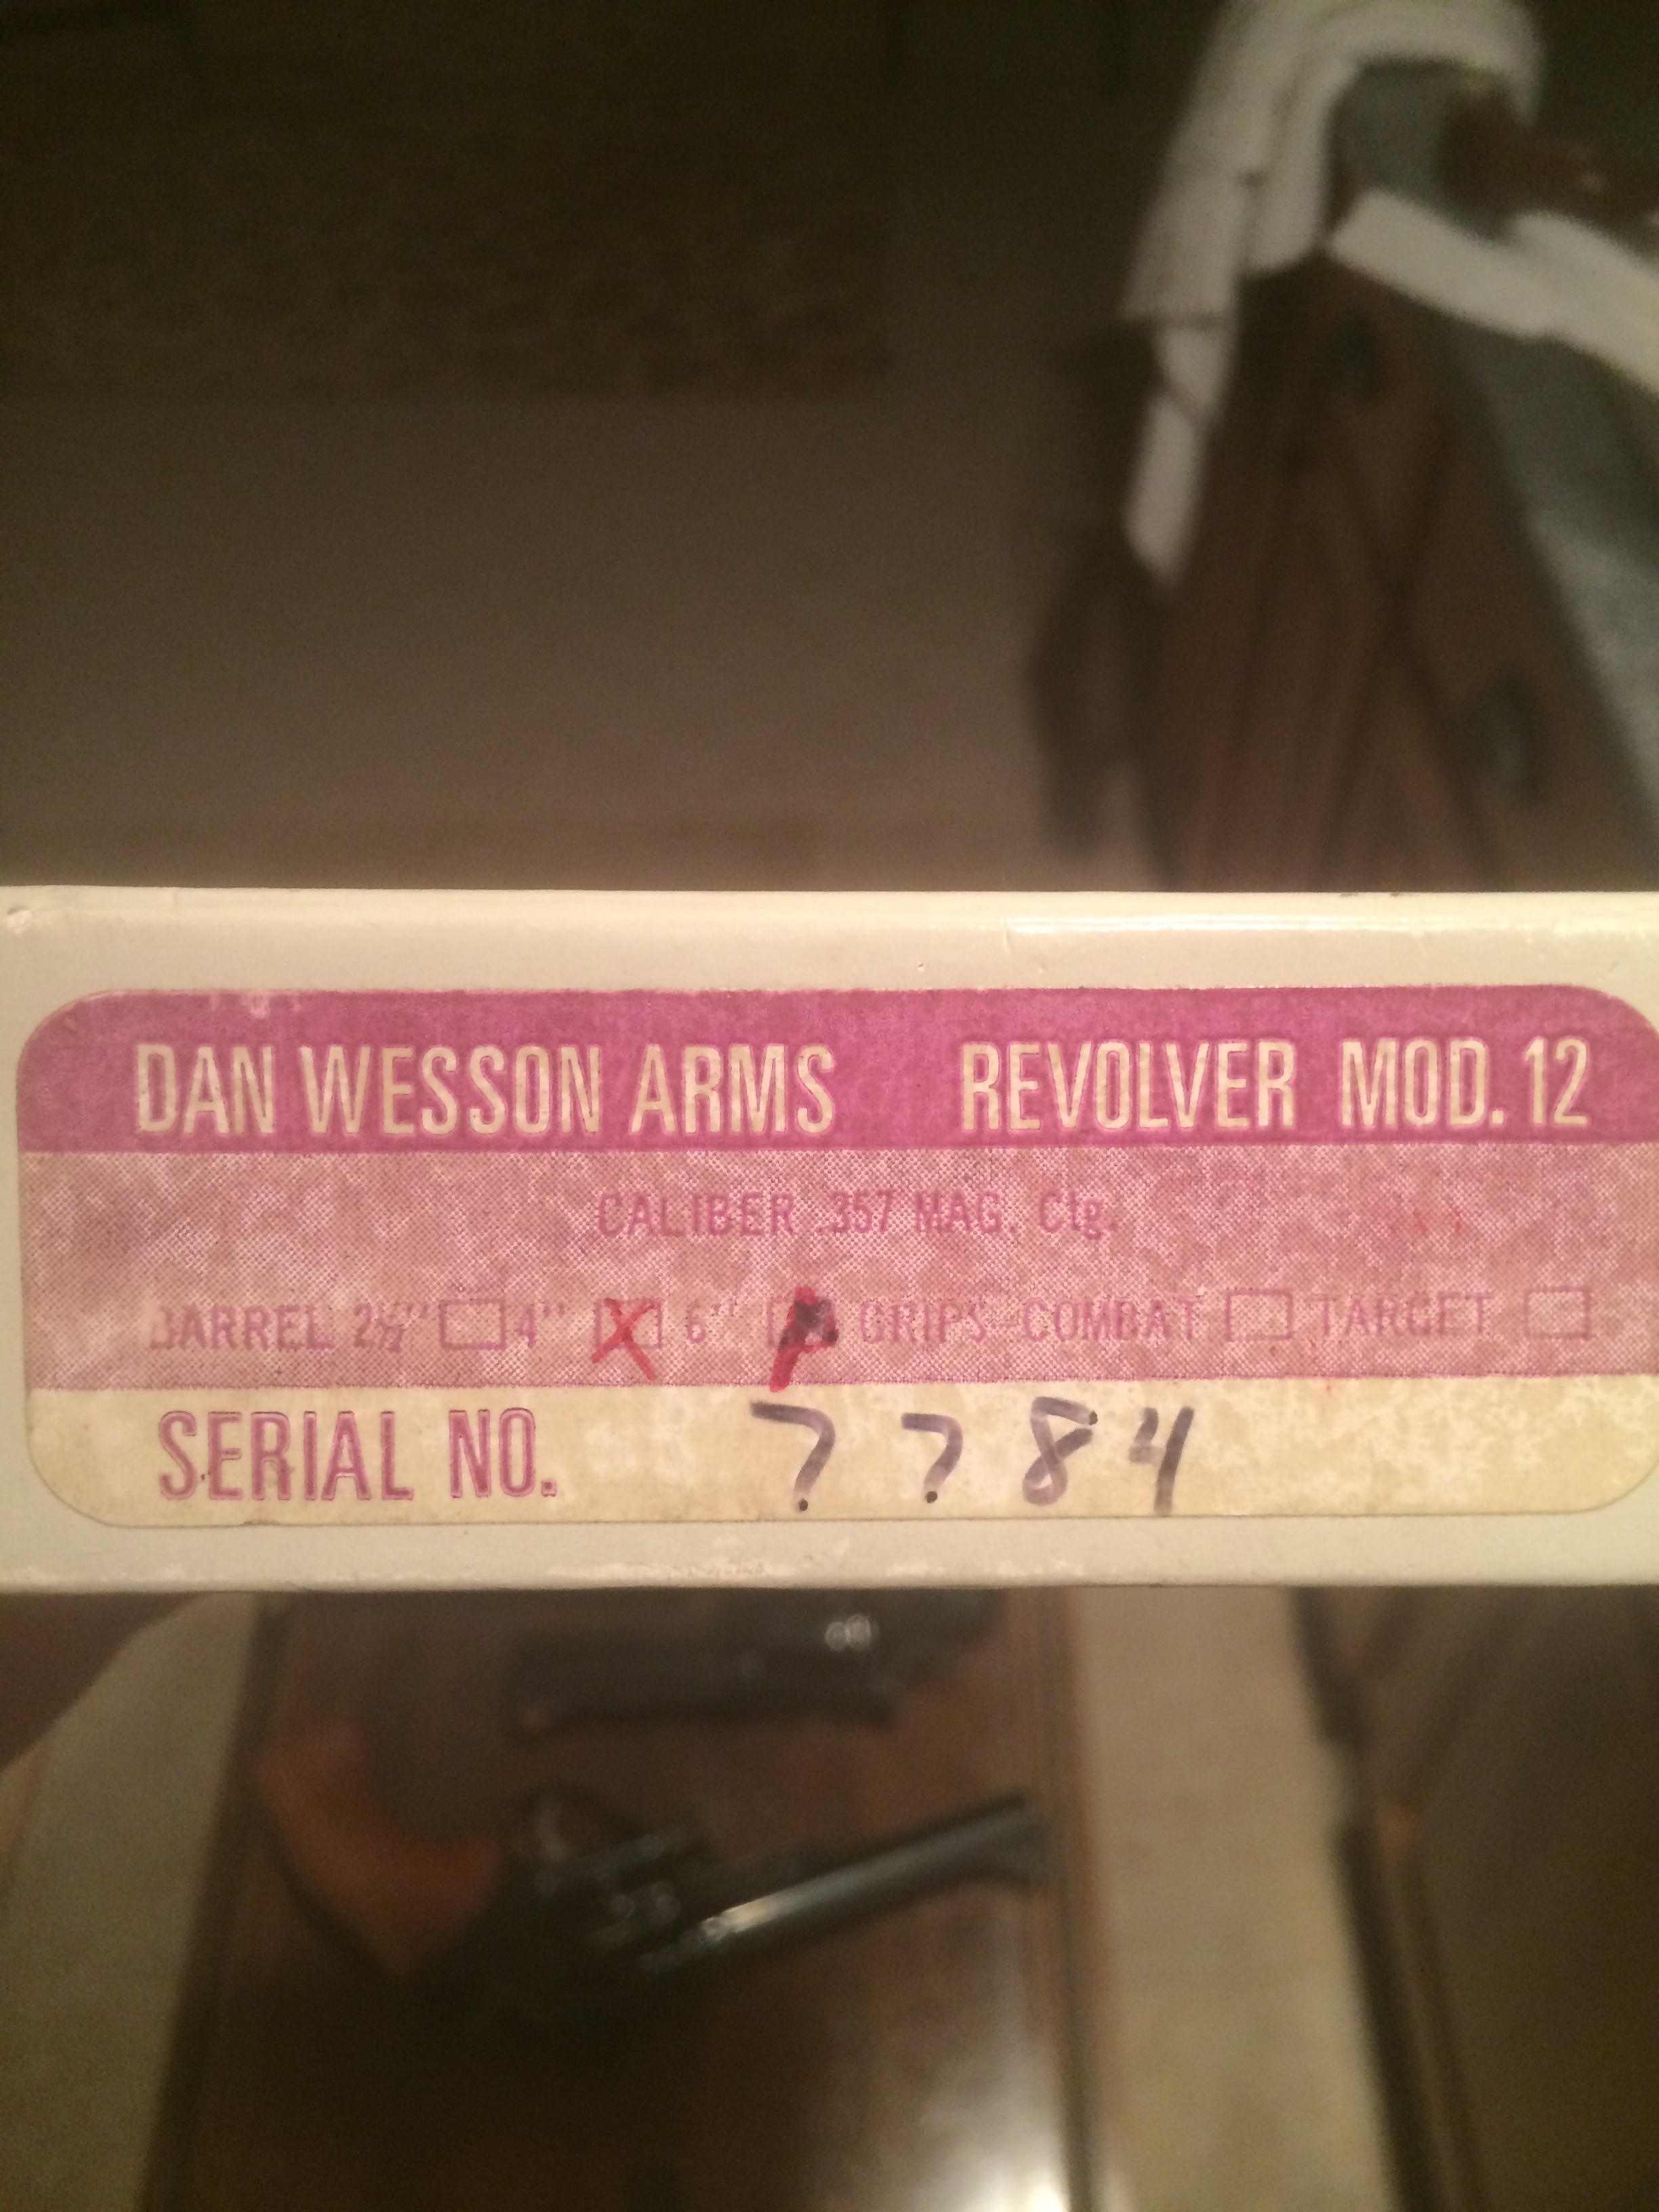 DAN WESSON ARMS REVOLVER MOD. 12
CALIBER .357 MAG. Ctg.
BARREL 2½" 4" X 6" GRIPS-COMBAT TARGET
SERIAL NO. 7784